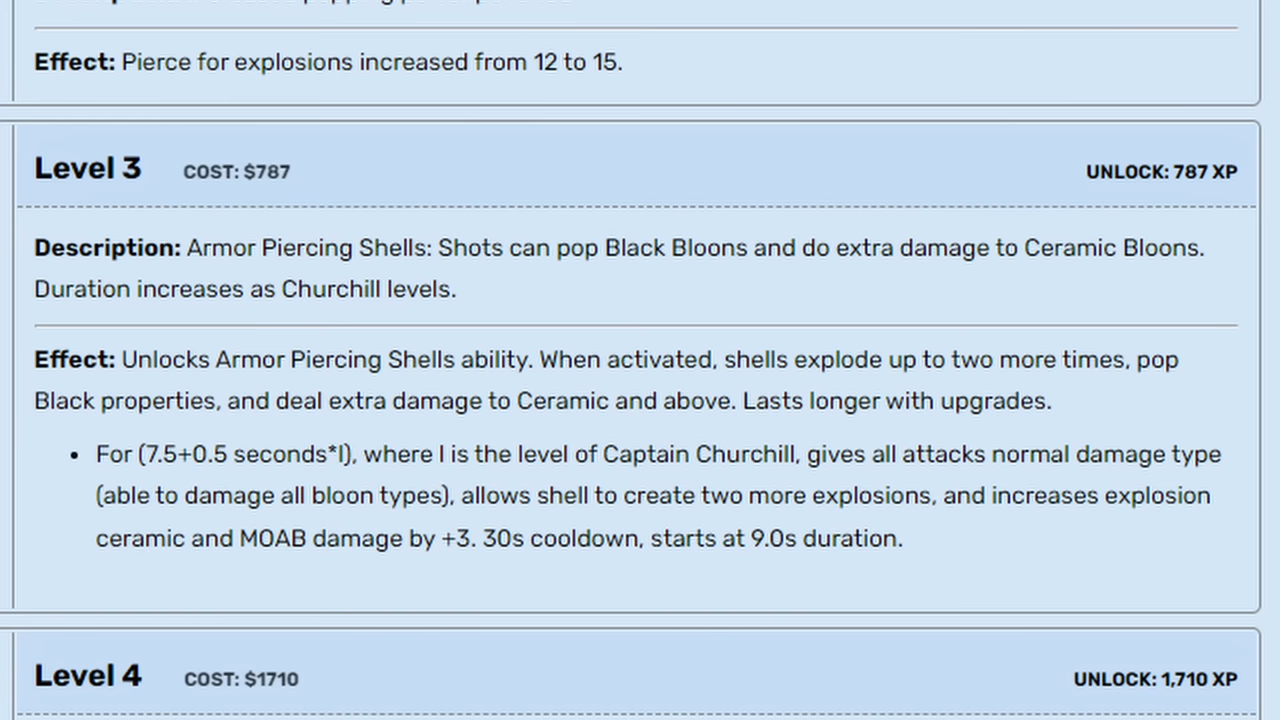 Effect: Pierce for explosions increased from 12 to 15.
Level 3 COST: $787 UNLOCK: 787 XP
Description: Armor Piercing Shells: Shots can pop Black Bloons and do extra damage to Ceramic Bloons.
Duration increases as Churchill levels.
Effect: Unlocks Armor Piercing Shells ability. When activated, shells explode up to two more times, pop
Black properties, and deal extra damage to Ceramic and above. Lasts longer with upgrades.
• For (7.5+0.5 seconds*l), where l is the level of Captain Churchill, gives all attacks normal damage type
(able to damage all bloon types), allows shell to create two more explosions, and increases explosion
ceramic and MOAB damage by +3. 30s cooldown, starts at 9.0s duration.
Level 4 COST: $1710 UNLOCK: 1,710 XP